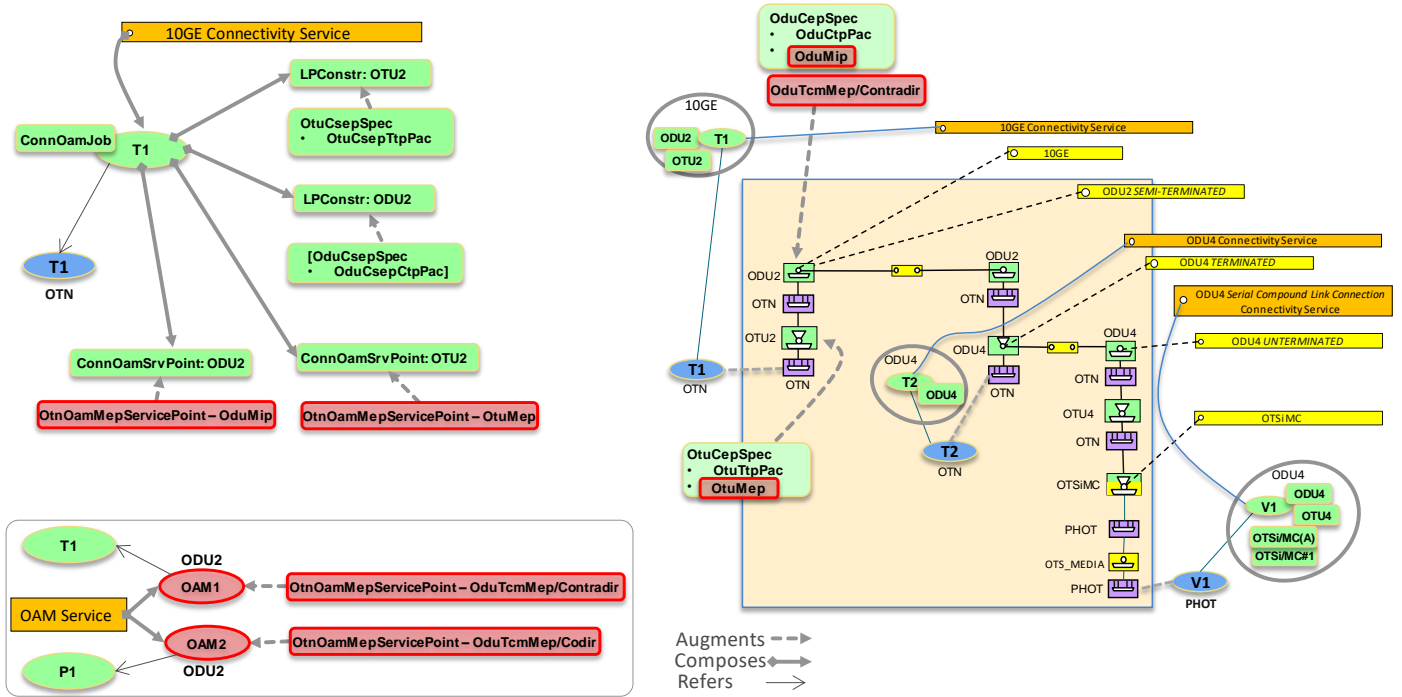 10GE Connectivity Service
LPConstr: OTU2
ConnOamJob
T1
OtuCsepSpec
• OtuCsepTtpPac
LPConstr: ODU2
[OduCsepSpec
• OduCsepCtpPac]
T1
OTN
ConnOamSrvPoint: ODU2
ConnOamSrvPoint: OTU2
OtnOamMepServicePoint – OduMip
OtnOamMepServicePoint – OtuMep
T1
ODU2
OAM1
OtnOamMepServicePoint – OduTcmMep/Contradir
OAM Service
OAM2
OtnOamMepServicePoint – OduTcmMep/Codir
P1
ODU2
OduCepSpec
• OduCtpPac
• OduMip
OduTcmMep/Contradir
10GE
ODU2
T1
OTU2
10GE Connectivity Service
10GE
ODU2 SEMI-TERMINATED
ODU4 Connectivity Service
ODU4 TERMINATED
ODU4 Serial Compound Link Connection
Connectivity Service
ODU4 UNTERMINATED
OTSiMC
ODU2
ODU2
OTN
OTN
OTU2
ODU4
ODU4
OTN
T1
OTN
ODU4
T2
ODU4
OTN
OTN
OTU4
OTN
T2
OTN
OtuCepSpec
• OtuTtpPac
• OtuMep
OTSiMC
PHOT
OTS_MEDIA
PHOT
ODU4
V1
ODU4
OTU4
OTSi/MC(A)
OTSi/MC#1
V1
PHOT
Augments
Composes
Refers